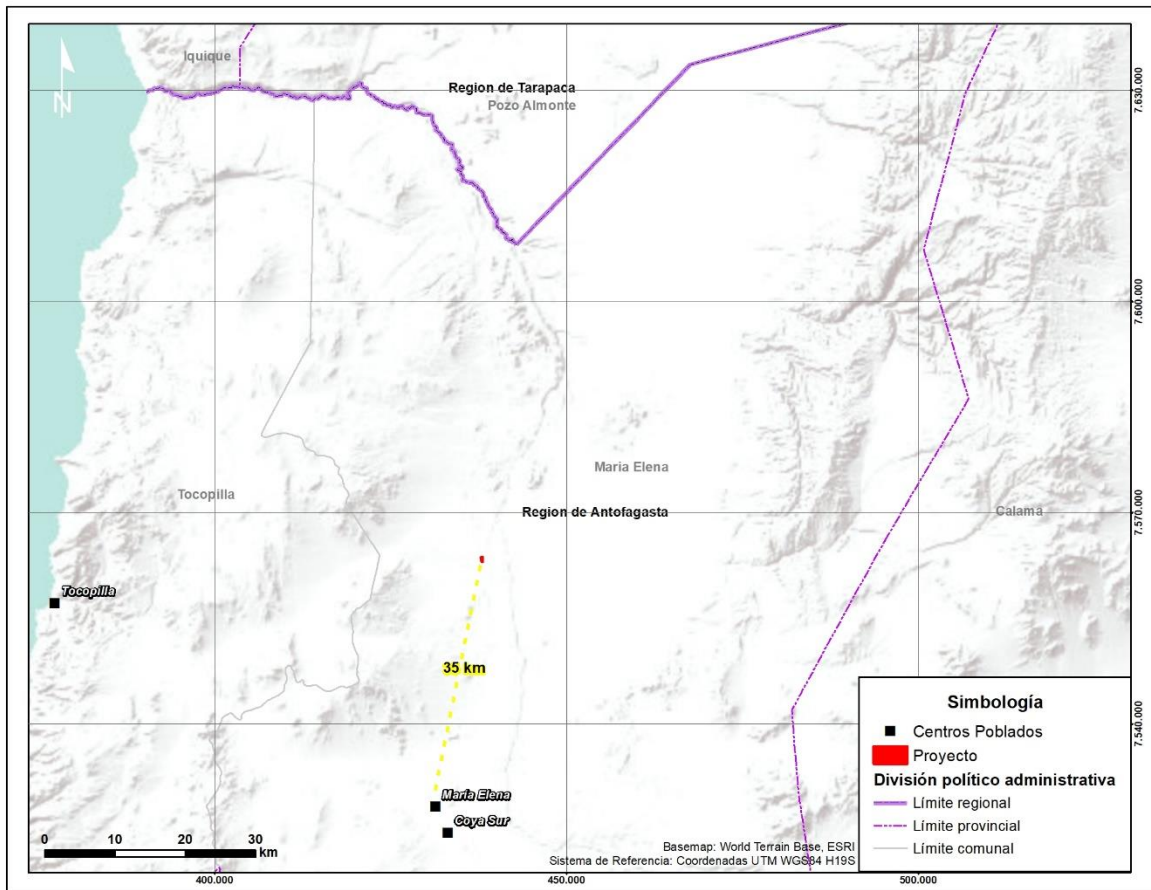 N
Iquique
Region de Tarapaca
Pozo Almonte
7.630.000
7.600.000
Maria Elena
Tocopilla
Region de Antofagasta
Calama
7.570.000
Tocopilla
35 km
7.540.000
María Elena
Coya Sur
Simbología
Centros Poblados
Proyecto
División político administrativa
Límite regional
Límite provincial
Límite comunal
0 10 20 30
km
Basemap: World Terrain Base, ESRI
Sistema de Referencia: Coordenadas UTM WGS84 H19S
400.000 450.000 500.000